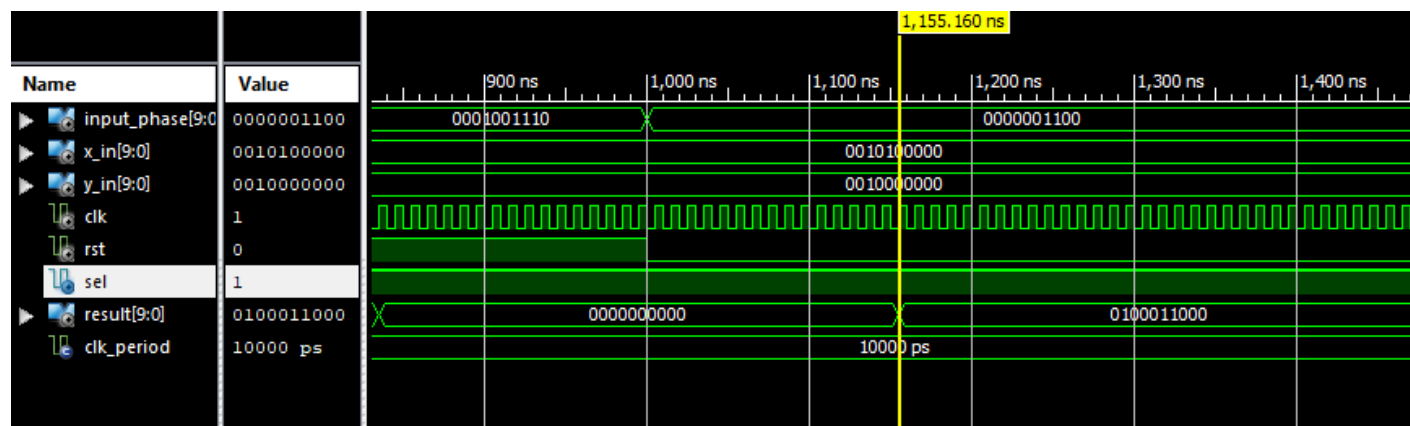 1,155.160 ns
Name Value 900 ns 1,000 ns 1,100 ns 1,200 ns 1,300 ns 1,400 ns
input_phase[9:0 0000001100 0001001110 0000001100
x_in[9:0] 0010100000 0010100000
y_in[9:0] 0010000000 0010000000
clk 1
rst 0
sel 1
result[9:0] 0100011000 0000000000 0100011000
clk_period 10000 ps 10000 ps